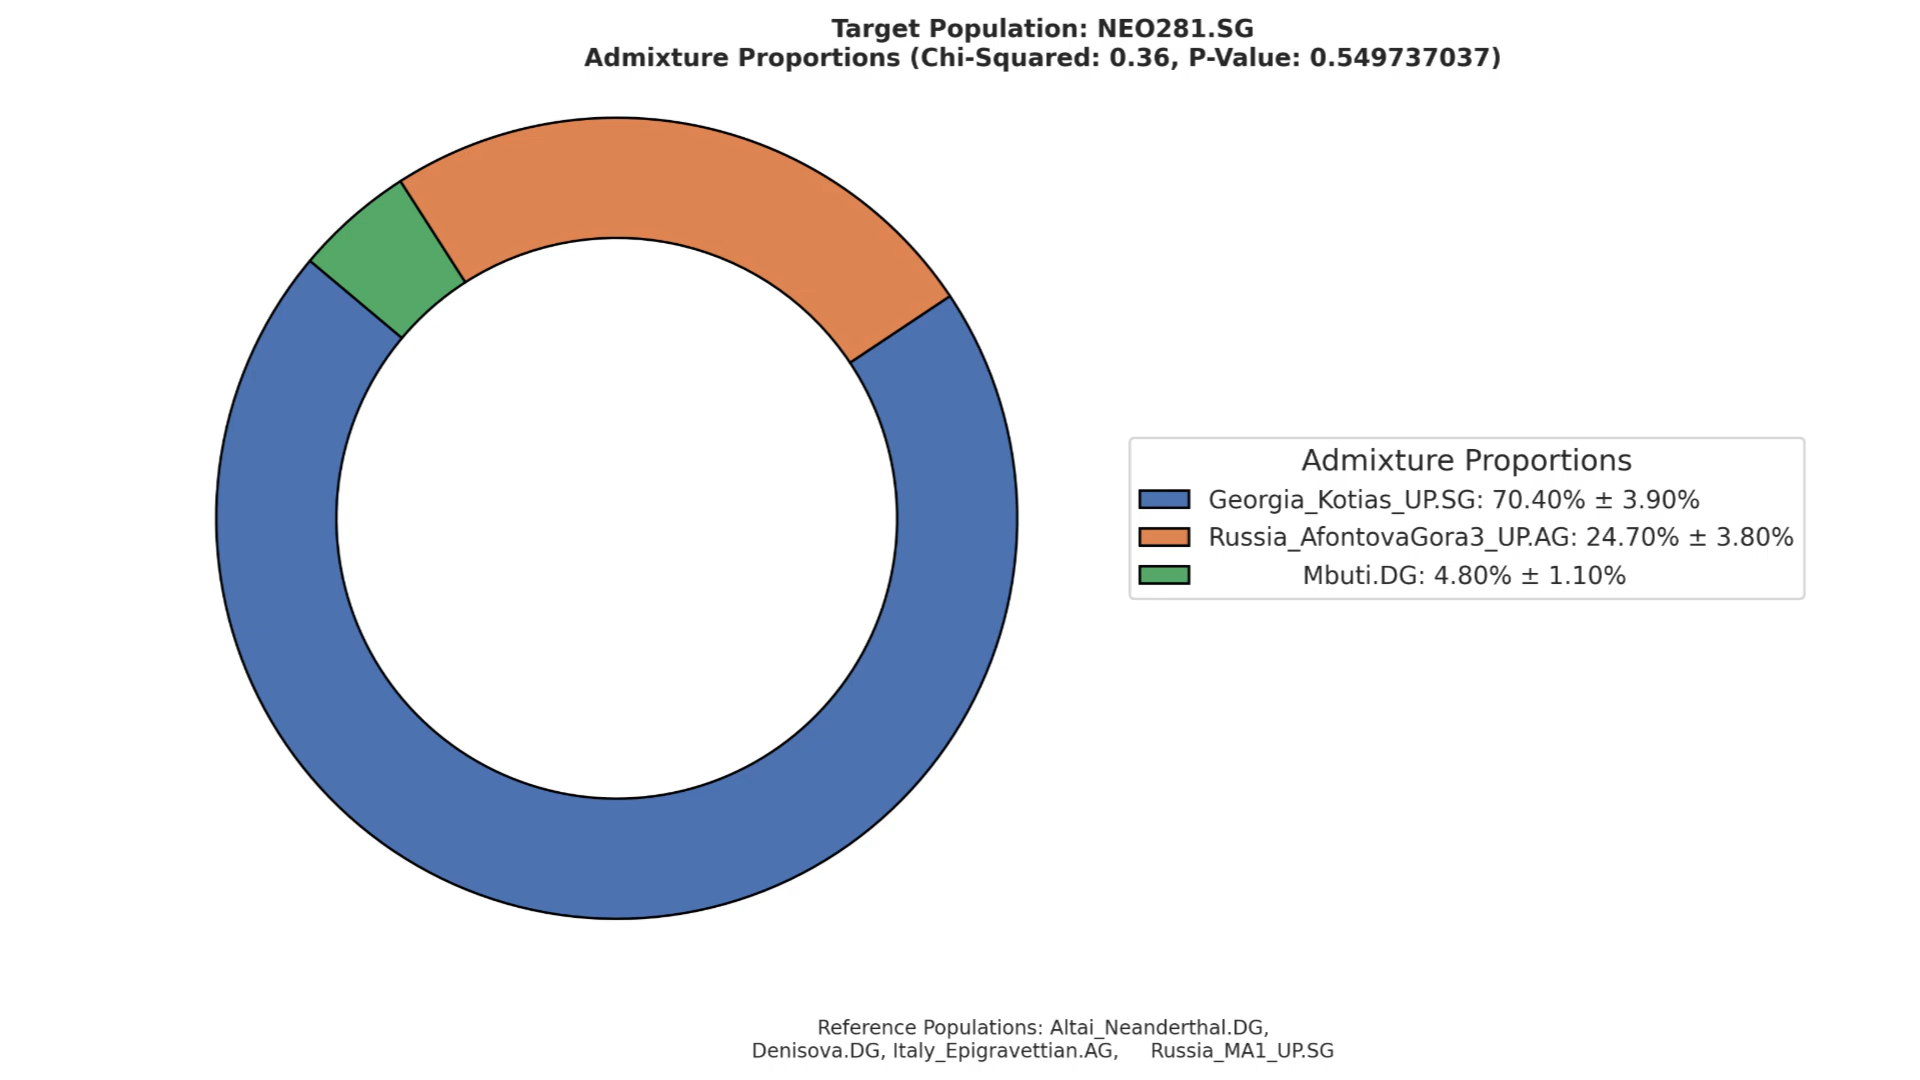 Target Population: NEO281.SG
Admixture Proportions (Chi-Squared: 0.36, P-Value: 0.549737037)
Admixture Proportions
Georgia_Kotias_UP.SG: 70.40% ± 3.90%
Russia_AfontovaGora3_UP.AG: 24.70% ± 3.80%
Mbuti.DG: 4.80% ± 1.10%
Reference Populations: Altai_Neanderthal.DG,
Denisova.DG, Italy_Epigravettian.AG, Russia_MA1_UP.SG